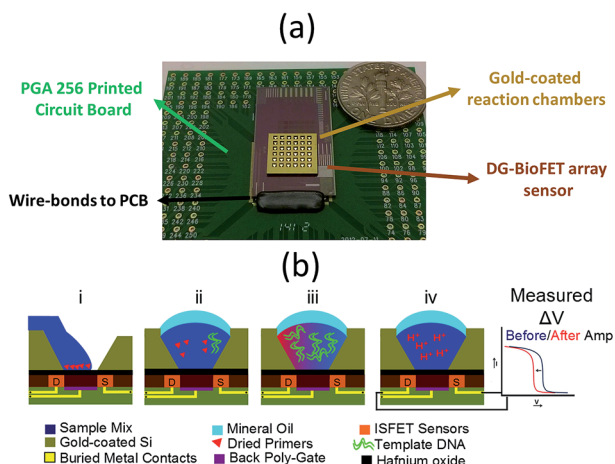 (a)
PGA 256 Printed
Circuit Board
Gold-coated
reaction chambers
DG-BioFET array
sensor
Wire-bonds to PCB
(b)
i
ii
iii
iv
Measured
ΔV
Before/After Amp
H⁺ H⁺
H⁺ H⁺
H⁺ H⁺
D S
D S
D S
D S
I
V
Sample Mix
Mineral Oil
ISFET Sensors
Gold-coated Si
Dried Primers
Template DNA
Buried Metal Contacts
Back Poly-Gate
Hafnium oxide